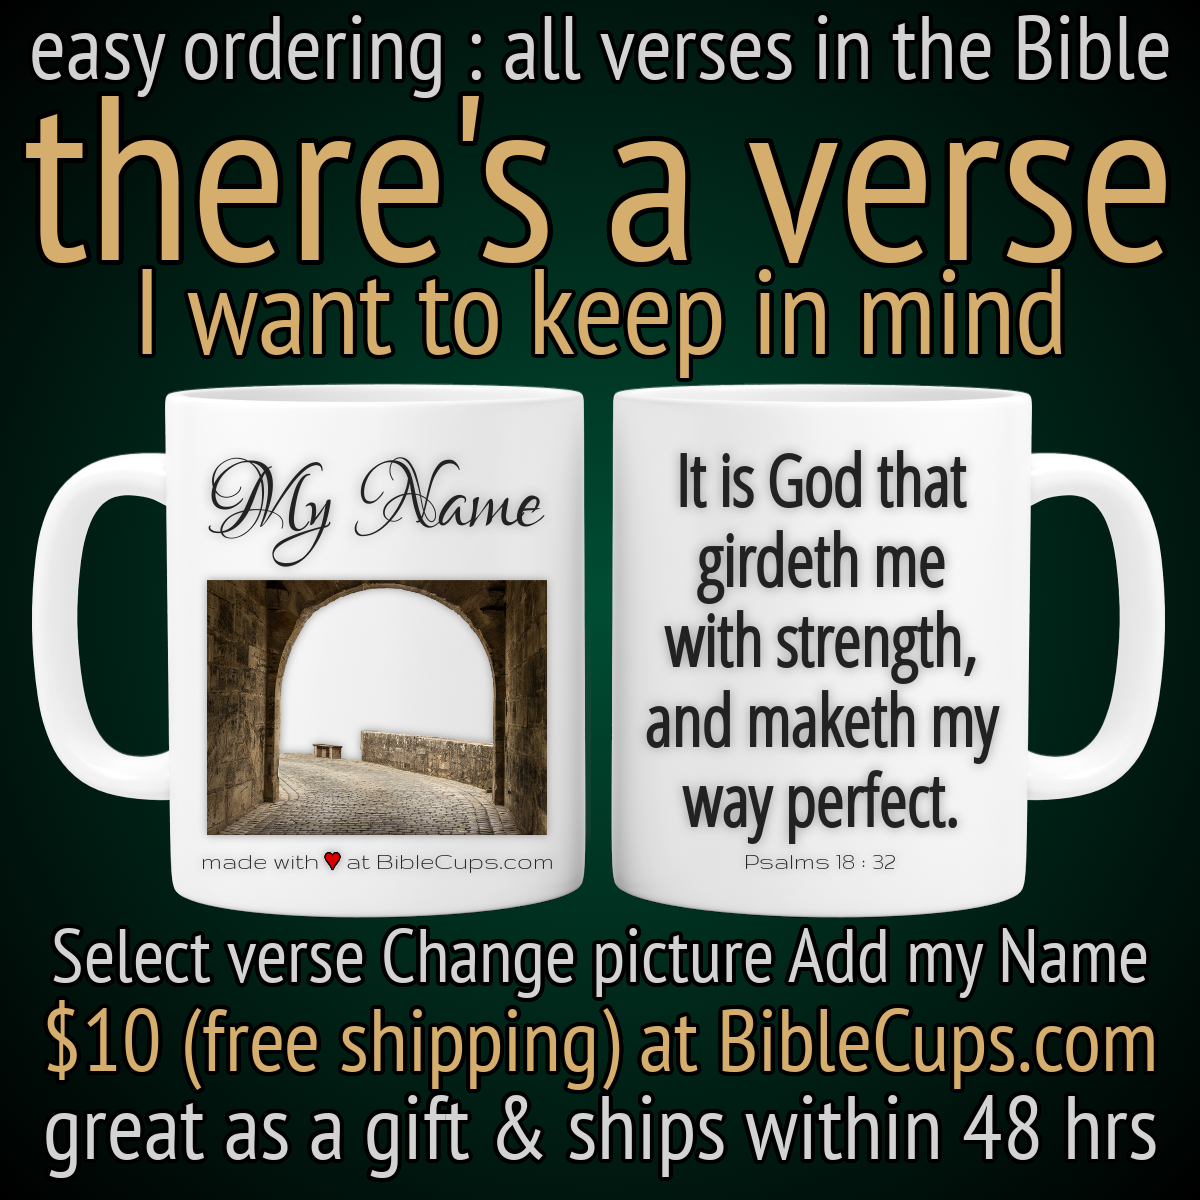 easy ordering : all verses in the Bible
there's a verse
I want to keep in mind
My Name
made with ♥ at BibleCups.com
It is God that
girdeth me
with strength,
and maketh my
way perfect.
Psalms 18 : 32
Select verse Change picture Add my Name
$10 (free shipping) at BibleCups.com
great as a gift & ships within 48 hrs